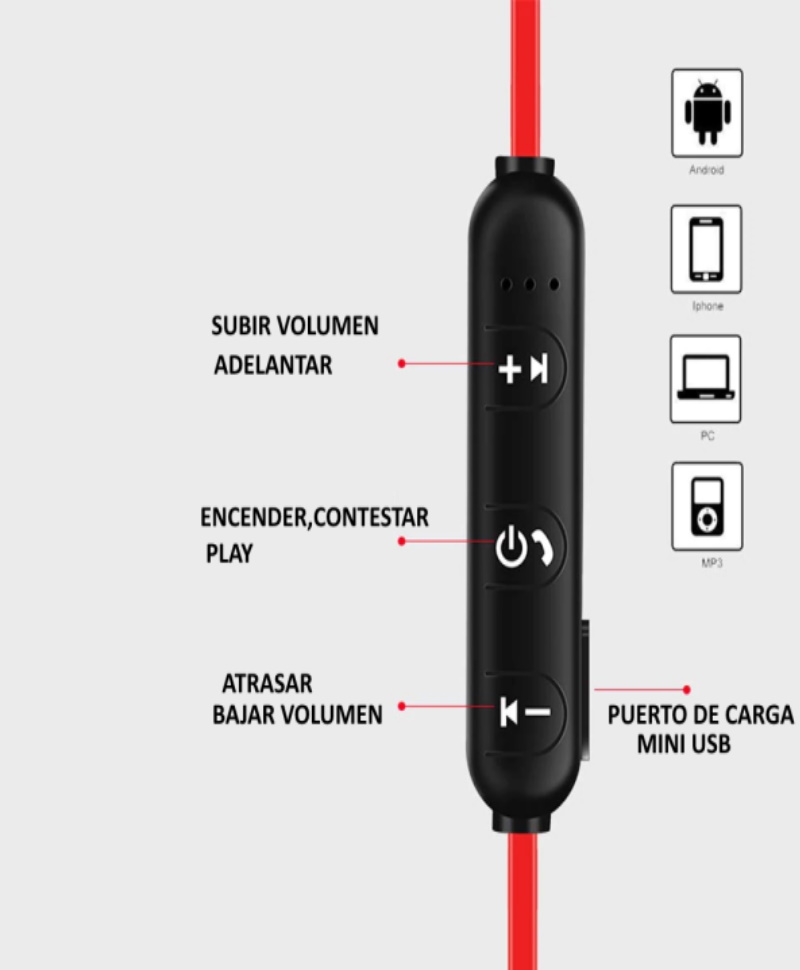 Android
Iphone
SUBIR VOLUMEN
ADELANTAR
PC
ENCENDER,CONTESTAR
PLAY
MP3
ATRASAR
BAJAR VOLUMEN
PUERTO DE CARGA
MINI USB